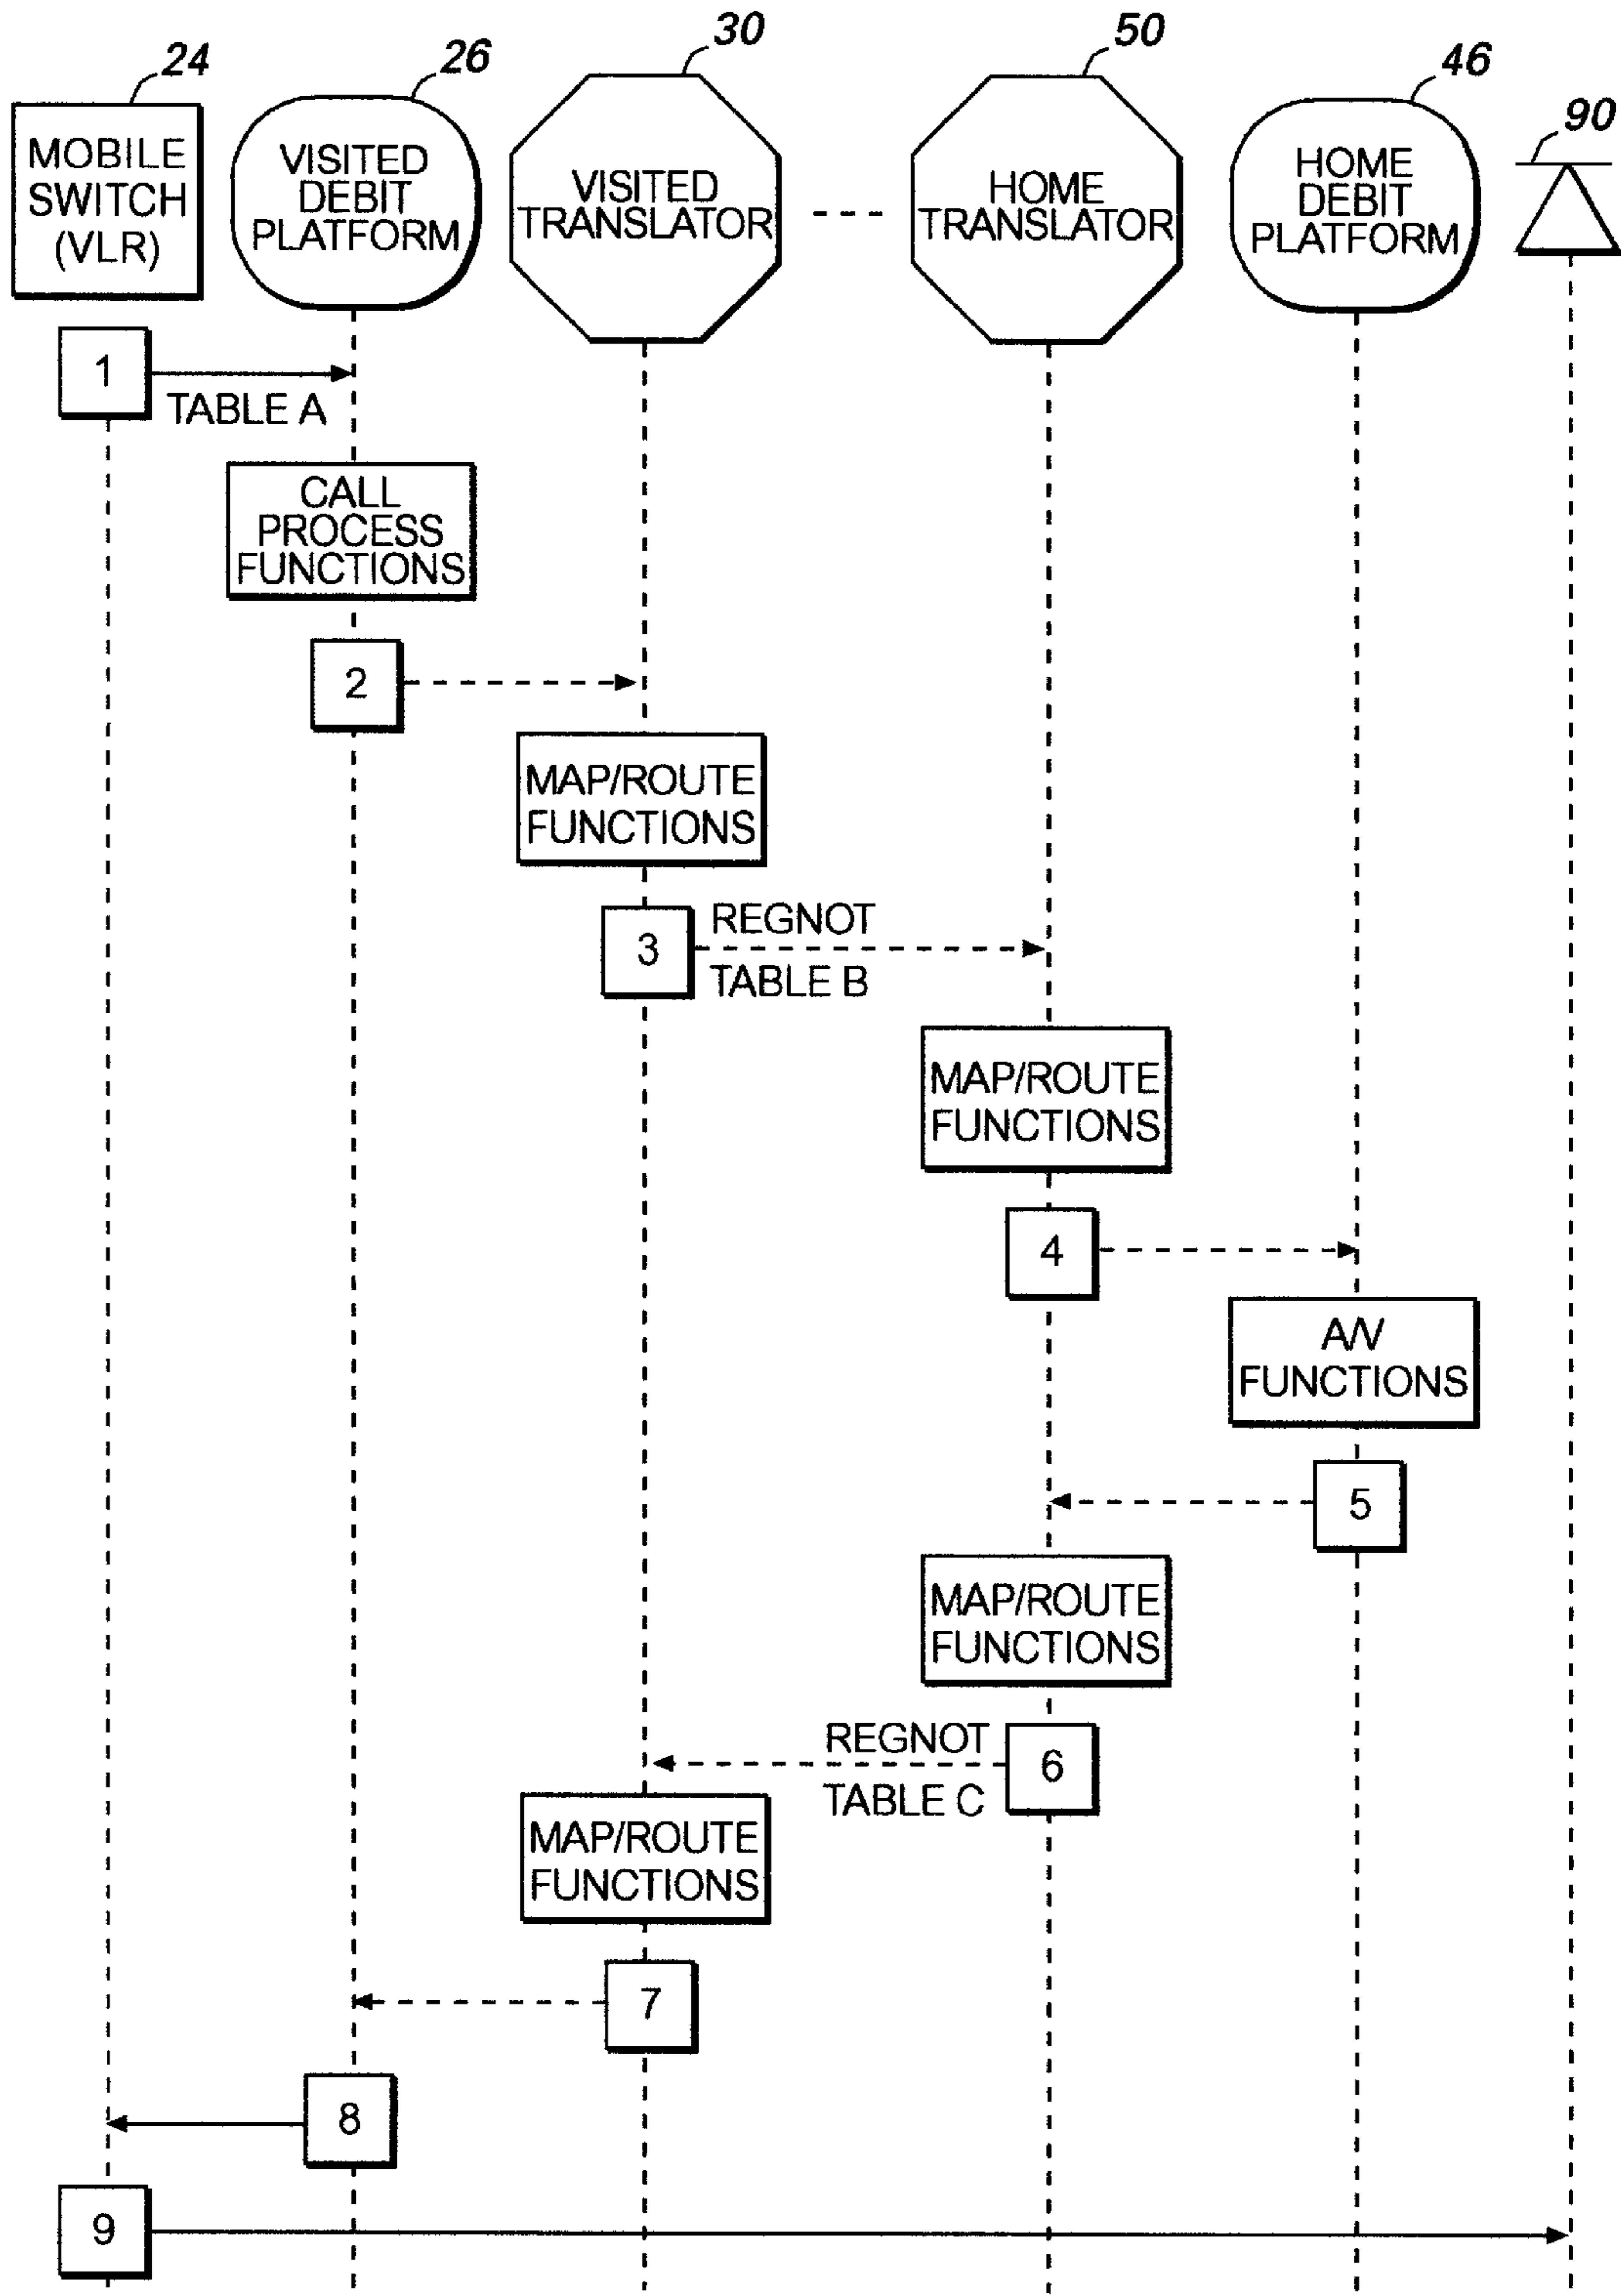 24
26
30
50
46
90
MOBILE
SWITCH
(VLR)
VISITED
DEBIT
PLATFORM
VISITED
TRANSLATOR
HOME
TRANSLATOR
HOME
DEBIT
PLATFORM
1
TABLE A
CALL
PROCESS
FUNCTIONS
2
MAP/ROUTE
FUNCTIONS
3
REGNOT
TABLE B
MAP/ROUTE
FUNCTIONS
4
A/V
FUNCTIONS
5
MAP/ROUTE
FUNCTIONS
REGNOT
TABLE C
6
MAP/ROUTE
FUNCTIONS
7
8
9